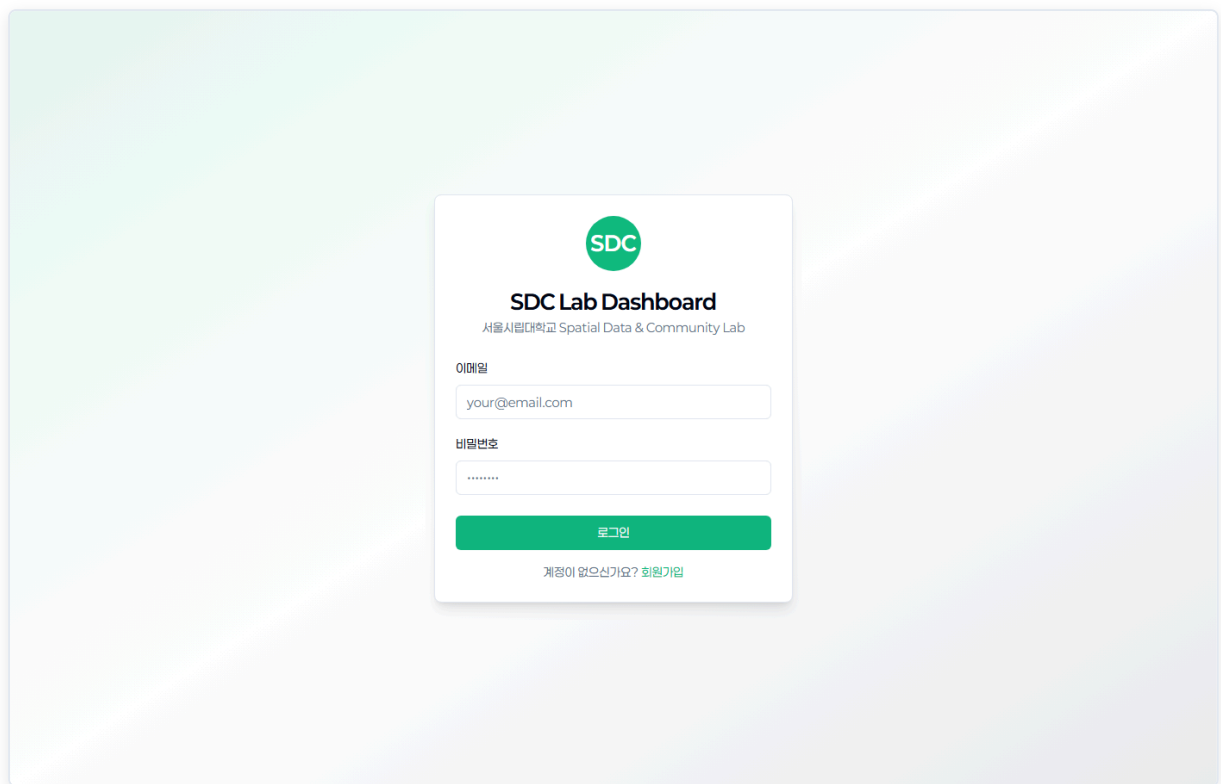 SDC
SDC Lab Dashboard
서울시립대학교 Spatial Data & Community Lab
이메일
your@email.com
비밀번호
••••••••
로그인
계정이 없으신가요? 회원가입